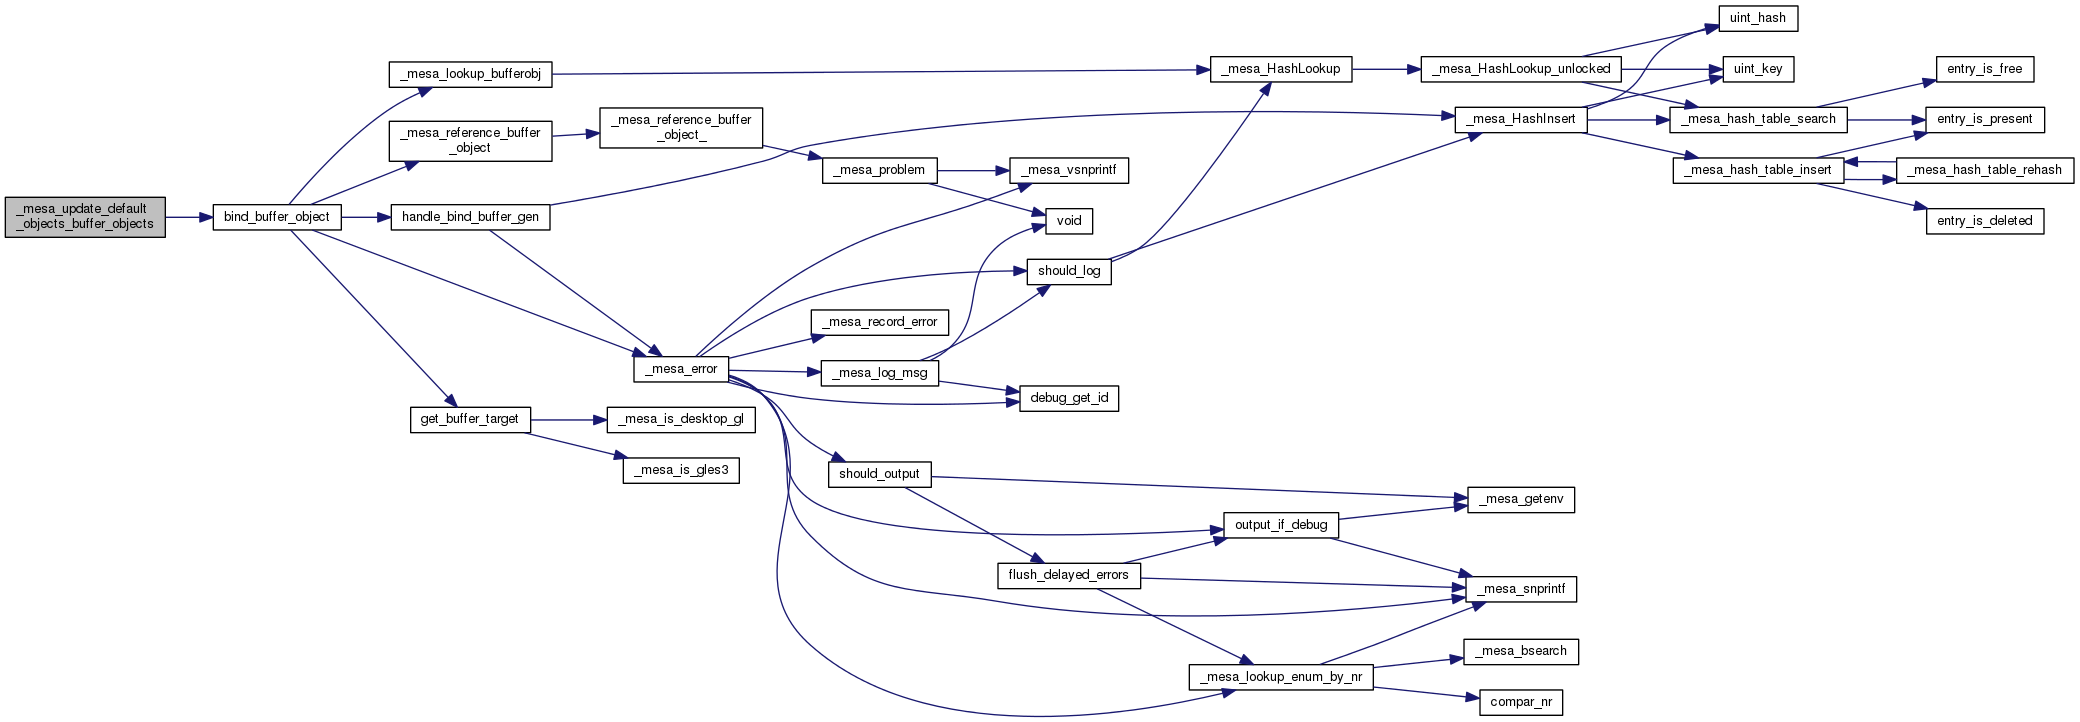 _mesa_update_default
_objects_buffer_objects
bind_buffer_object
_mesa_lookup_bufferobj
_mesa_reference_buffer
_object
handle_bind_buffer_gen
_mesa_error
get_buffer_target
_mesa_reference_buffer
_object_
_mesa_is_desktop_gl
_mesa_is_gles3
_mesa_problem
_mesa_record_error
_mesa_log_msg
should_output
_mesa_vsnprintf
void
should_log
debug_get_id
flush_delayed_errors
_mesa_HashLookup
output_if_debug
_mesa_lookup_enum_by_nr
_mesa_HashLookup_unlocked
_mesa_HashInsert
_mesa_getenv
_mesa_snprintf
_mesa_bsearch
compar_nr
uint_hash
uint_key
_mesa_hash_table_search
_mesa_hash_table_insert
entry_is_free
entry_is_present
_mesa_hash_table_rehash
entry_is_deleted